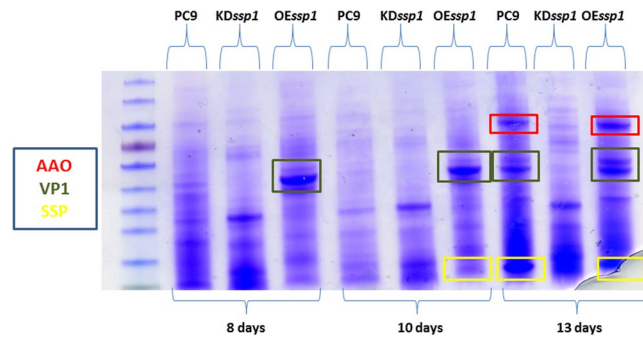 PC9 KDssp1 OEssp1 PC9 KDssp1 OEssp1 PC9 KDssp1 OEssp1
AAO
VP1
SSP
8 days 10 days 13 days